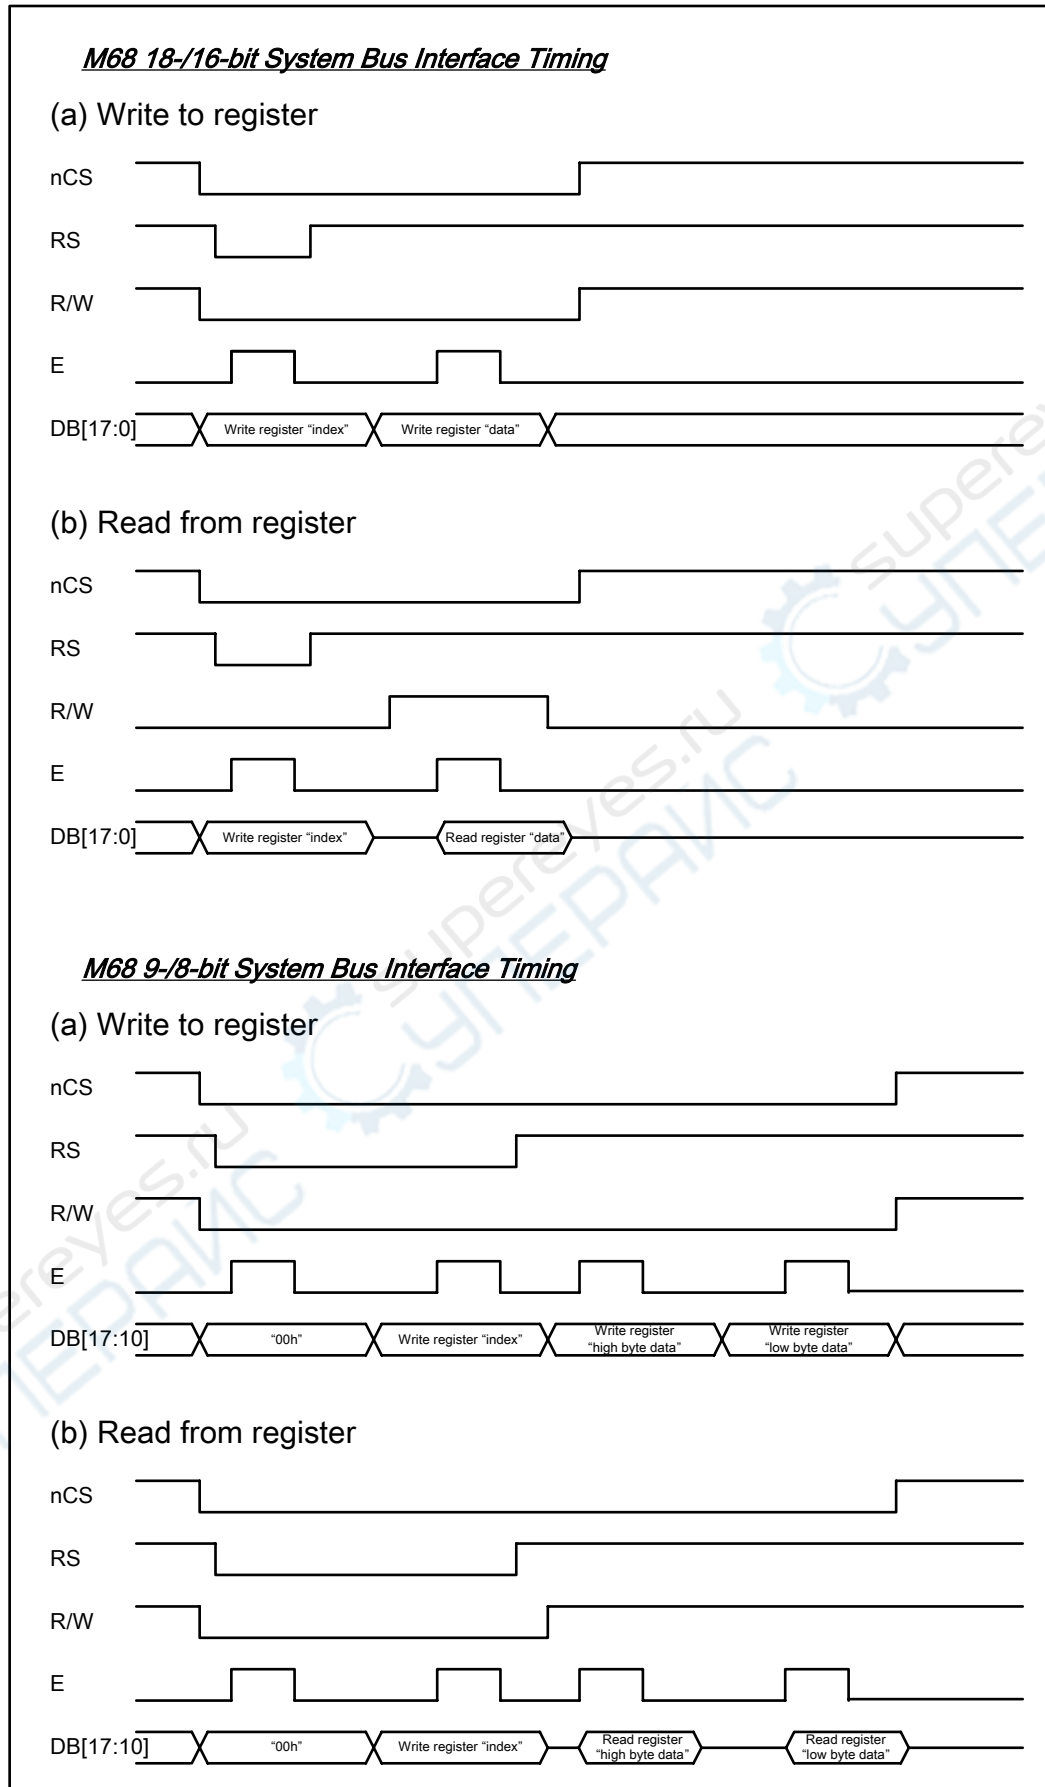 M68 18-/16-bit System Bus Interface Timing
(a) Write to register
nCS
RS
R/W
E
DB[17:0]
Write register “index” Write register “data”
(b) Read from register
nCS
RS
R/W
E
DB[17:0]
Write register “index” Read register “data”
M68 9-/8-bit System Bus Interface Timing
(a) Write to register
nCS
RS
R/W
E
DB[17:10]
“00h” Write register “index” Write register “high byte data” Write register “low byte data”
(b) Read from register
nCS
RS
R/W
E
DB[17:10]
“00h” Write register “index” Read register “high byte data” Read register “low byte data”
supereyes.ru
СУПЕРАЙС